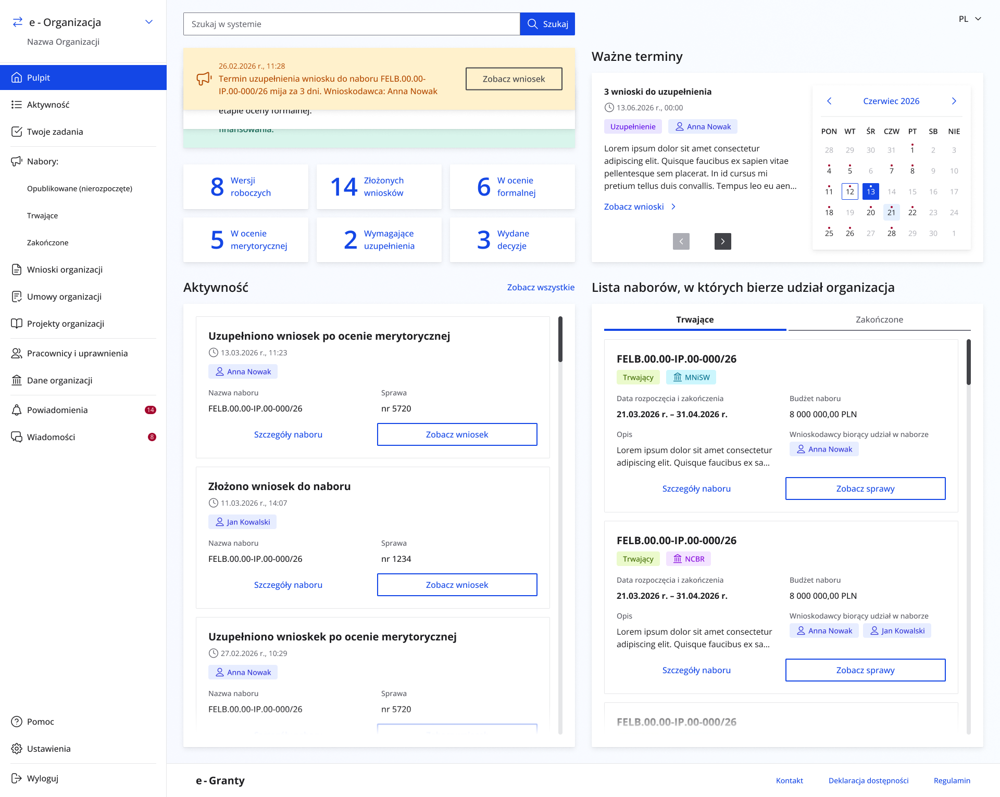 e - Organizacja
Nazwa Organizacji
Pulpit
Aktywność
Twoje zadania
Nabory:
Opublikowane (nierozpoczęte)
Trwające
Zakończone
Wnioski organizacji
Umowy organizacji
Projekty organizacji
Pracownicy i uprawnienia
Dane organizacji
Powiadomienia 14
Wiadomości 8
Pomoc
Ustawienia
Wyloguj
Szukaj w systemie
Szukaj
PL
26.02.2026 r., 11:28
Termin uzupełnienia wniosku do naboru FELB.00.00-
IP.00-000/26 mija za 3 dni. Wnioskodawca: Anna Nowak
Zobacz wniosek
etapie oceny formalnej.
finansowania.
8 Wersji
roboczych
14 Złożonych
wniosków
6 W ocenie
formalnej
5 W ocenie
merytorycznej
2 Wymagające
uzupełnienia
3 Wydane
decyzje
Ważne terminy
3 wnioski do uzupełnienia
13.06.2026 r., 00:00
Uzupełnienie Anna Nowak
Lorem ipsum dolor sit amet consectetur
adipiscing elit. Quisque faucibus ex sapien vitae
pellentesque sem placerat. In id cursus mi
pretium tellus duis convallis. Tempus leo eu aen...
Zobacz wnioski
Czerwiec 2026
PON WT ŚR CZW PT SB NIE
28 29 30 31 1 2 3
4 5 6 7 8 9 10
11 12 13 14 15 16 17
18 19 20 21 22 23 24
25 26 27 28 29 30 1
Aktywność
Zobacz wszystkie
Uzupełniono wniosek po ocenie merytorycznej
13.03.2026 r., 11:23
Anna Nowak
Nazwa naboru Sprawa
FELB.00.00-IP.00-000/26 nr 5720
Szczegóły naboru Zobacz wniosek
Złożono wniosek do naboru
11.03.2026 r., 14:07
Jan Kowalski
Nazwa naboru Sprawa
FELB.00.00-IP.00-000/26 nr 1234
Szczegóły naboru Zobacz wniosek
Uzupełniono wnioskek po ocenie merytorycznej
27.02.2026 r., 10:29
Anna Nowak
Nazwa naboru Sprawa
FELB.00.00-IP.00-000/26 nr 5720
Lista naborów, w których bierze udział organizacja
Trwające Zakończone
FELB.00.00-IP.00-000/26
Trwający MNiSW
Data rozpoczęcia i zakończenia Budżet naboru
21.03.2026 r. – 31.04.2026 r. 8 000 000,00 PLN
Opis Wnioskodawcy biorący udział w naborze
Anna Nowak
Lorem ipsum dolor sit amet consectetur
adipiscing elit. Quisque faucibus ex sa...
Szczegóły naboru Zobacz sprawy
FELB.00.00-IP.00-000/26
Trwający NCBR
Data rozpoczęcia i zakończenia Budżet naboru
21.03.2026 r. – 31.04.2026 r. 8 000 000,00 PLN
Opis Wnioskodawcy biorący udział w naborze
Anna Nowak Jan Kowalski
Lorem ipsum dolor sit amet consectetur
adipiscing elit. Quisque faucibus ex sa...
Szczegóły naboru Zobacz sprawy
FELB.00.00-IP.00-000/26
e - Granty
Kontakt Deklaracja dostępności Regulamin